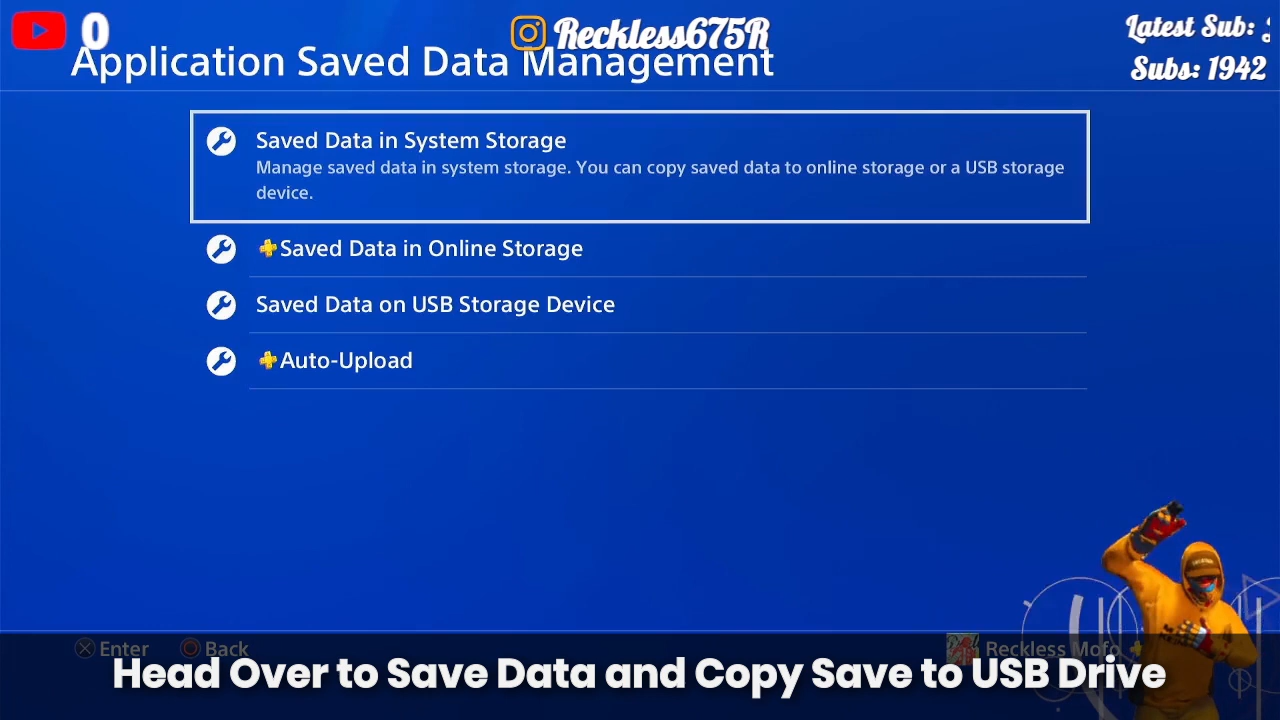 0
Reckless675R
Latest Sub:
Application Saved Data Management
Subs: 1942
Saved Data in System Storage
Manage saved data in system storage. You can copy saved data to online storage or a USB storage
device.
Saved Data in Online Storage
Saved Data on USB Storage Device
Auto-Upload
Enter
Back
Reckless Mofo
Head Over to Save Data and Copy Save to USB Drive